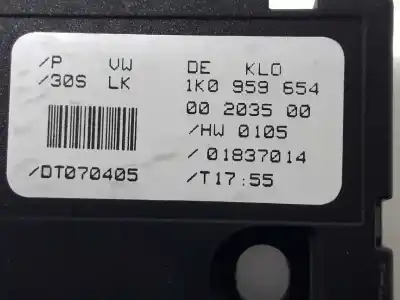 /P VW DE KLO
/30S LK 1K0 959 654
00 2035 00
/HW 0105
/01837014
/DT070405 /T17:55